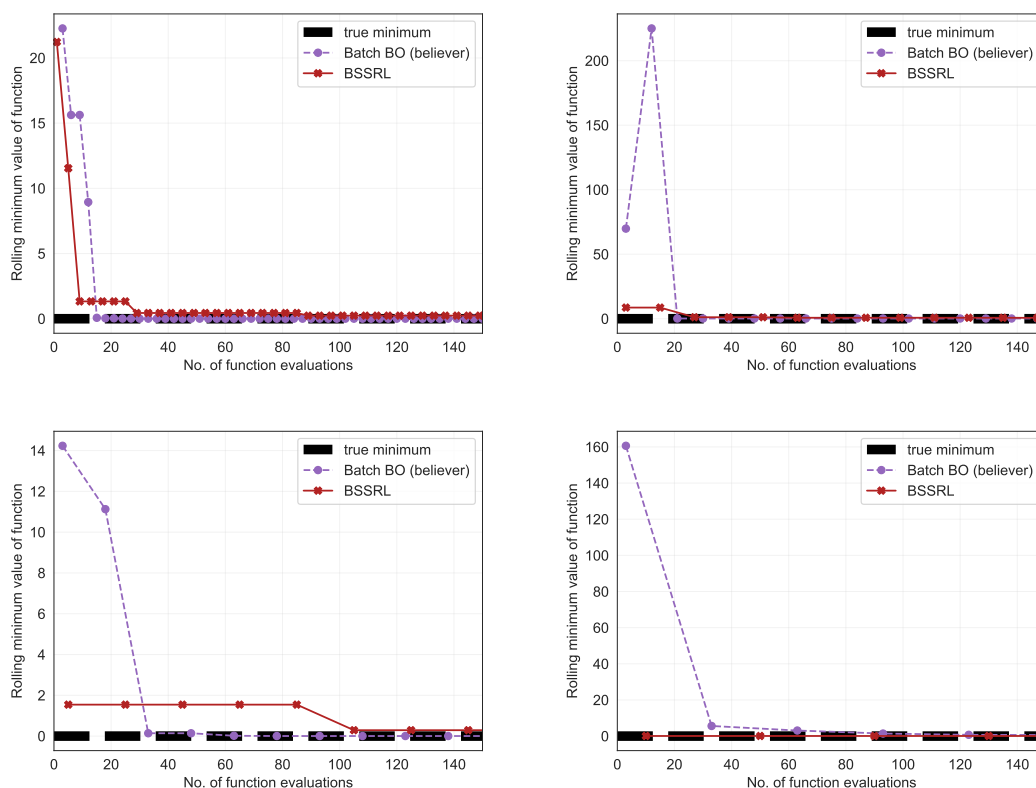 true minimum
Batch BO (believer)
BSSRL
20
15
10
5
0
Rolling minimum value of function
0 20 40 60 80 100 120 140
No. of function evaluations
true minimum
Batch BO (believer)
BSSRL
200
150
100
50
0
Rolling minimum value of function
0 20 40 60 80 100 120 140
No. of function evaluations
true minimum
Batch BO (believer)
BSSRL
14
12
10
8
6
4
2
0
Rolling minimum value of function
0 20 40 60 80 100 120 140
No. of function evaluations
true minimum
Batch BO (believer)
BSSRL
160
140
120
100
80
60
40
20
0
Rolling minimum value of function
0 20 40 60 80 100 120 140
No. of function evaluations